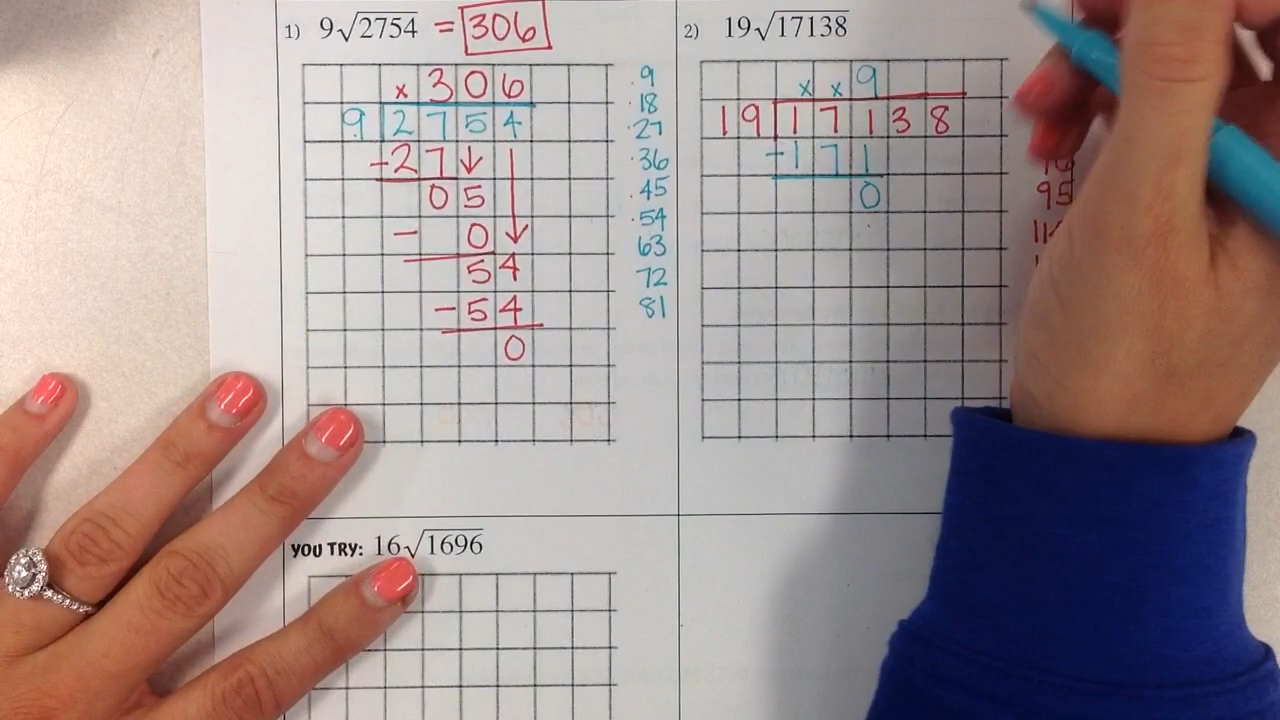 1) 9√2754 = 306
x 3 0 6
9 2 7 5 4
-2 7 ↓
0 5
- 0 ↓
5 4
- 5 4
0
. 9
. 18
. 27
. 36
. 45
. 54
63
72
81
2) 19√17138
x x 9
1 9 1 7 1 3 8
-1 7 1
0
95
YOU TRY: 16√1696